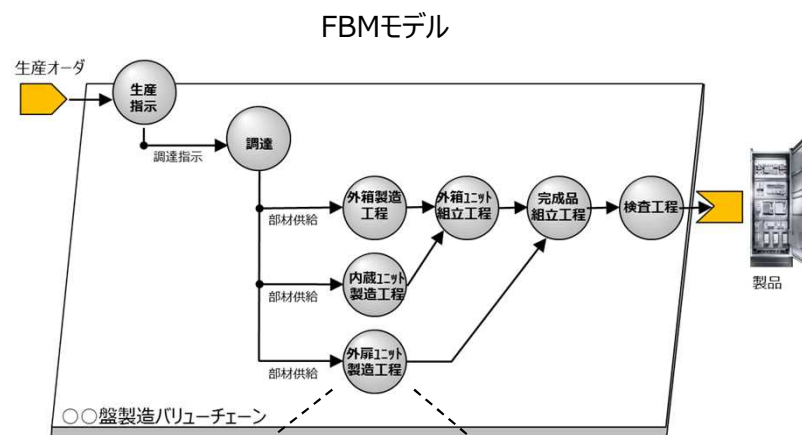 FBMモデル
生産オーダ
生産
指示
調達指示
調達
部材供給
外箱製造
工程
外箱ユニット
組立工程
完成品
組立工程
検査工程
製品
部材供給
内蔵ユニット
製造工程
部材供給
外扉ユニット
製造工程
○○盤製造バリューチェーン